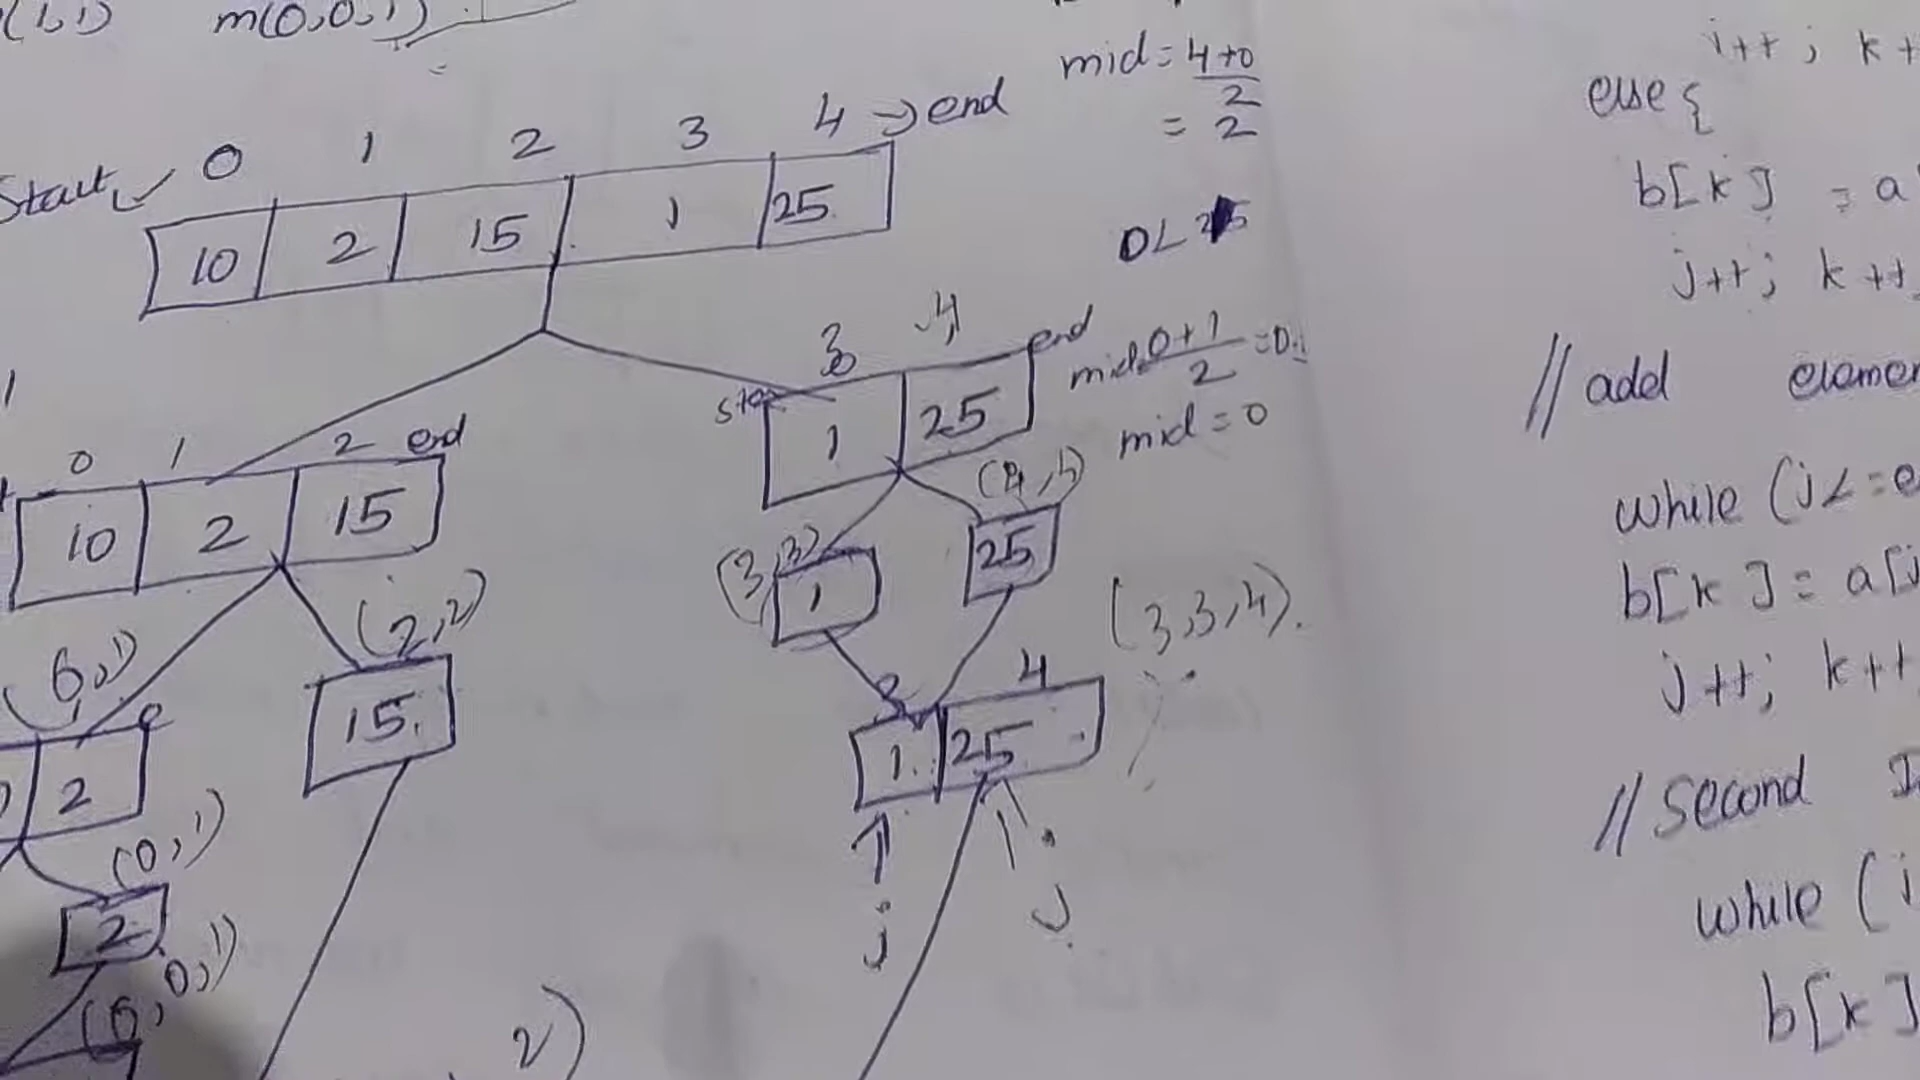 (1,1) m(0,0,1)
=
mid = 4+0
2
= 2
0 1 2 3 4 → end
Start
10 2 15 1 25
0 <
3 4
end
mid = 0+1
2
mid = 0
1 25
0 1 2 end
10 2 15
(3,3)
1
25
(2,2)
15
(3,3,4).
3 4
1 25
2
(0,1)
2
j
2)
i++; k+
else {
b[k] = a
j++; k++
// add elemen
while (j<=e
b[k] = a[j
j++; k++
// second
while (i
b[k]